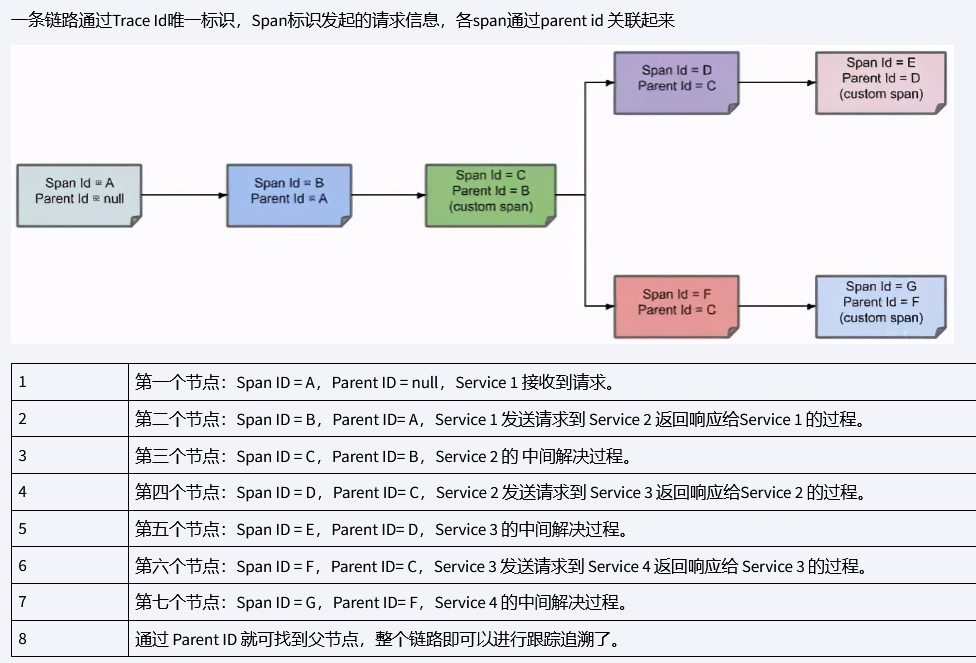 一条链路通过Trace Id唯一标识，Span标识发起的请求信息，各span通过parent id 关联起来
Span Id = D
Parent Id = C
Span Id = E
Parent Id = D
(custom span)
Span Id = A
Parent Id = null
Span Id = B
Parent Id = A
Span Id = C
Parent Id = B
(custom span)
Span Id = F
Parent Id = C
Span Id = G
Parent Id = F
(custom span)
1 第一个节点：Span ID = A，Parent ID = null，Service 1 接收到请求。
2 第二个节点：Span ID = B，Parent ID= A，Service 1 发送请求到 Service 2 返回响应给Service 1 的过程。
3 第三个节点：Span ID = C，Parent ID= B，Service 2 的 中间解决过程。
4 第四个节点：Span ID = D，Parent ID= C，Service 2 发送请求到 Service 3 返回响应给Service 2 的过程。
5 第五个节点：Span ID = E，Parent ID= D，Service 3 的中间解决过程。
6 第六个节点：Span ID = F，Parent ID= C，Service 3 发送请求到 Service 4 返回响应给 Service 3 的过程。
7 第七个节点：Span ID = G，Parent ID= F，Service 4 的中间解决过程。
8 通过 Parent ID 就可找到父节点，整个链路即可以进行跟踪追溯了。